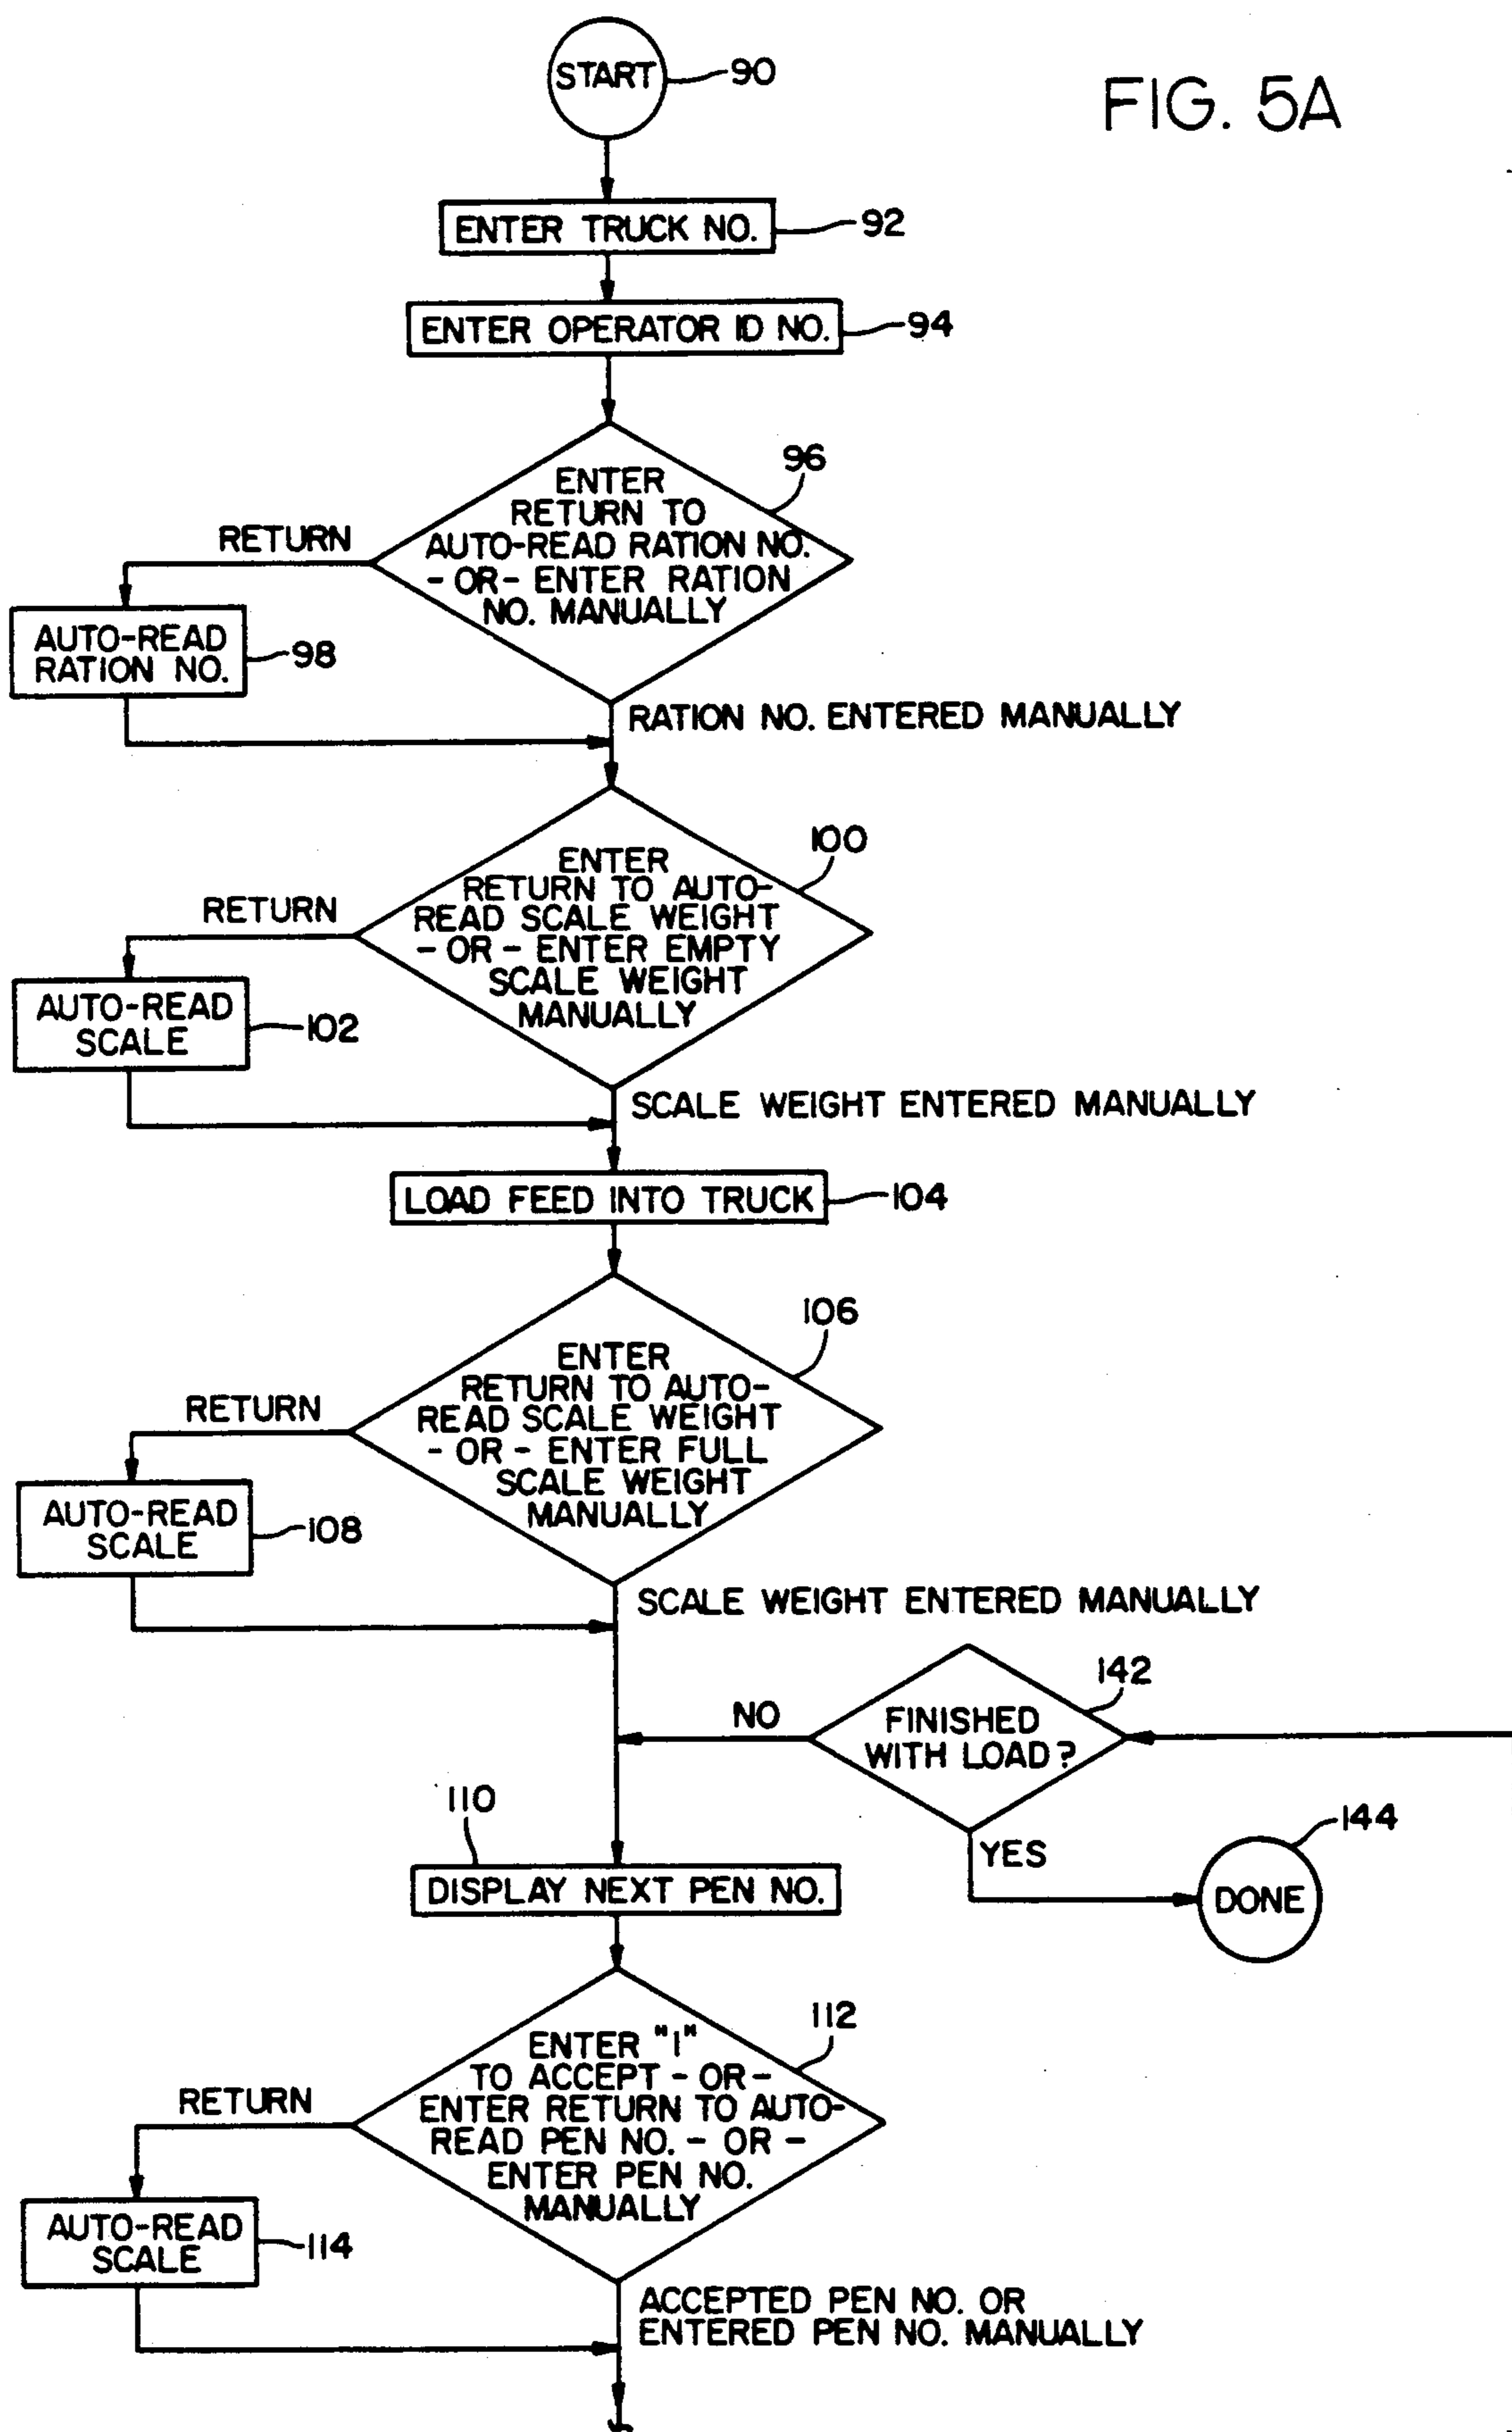 FIG. 5A
START
90
ENTER TRUCK NO.
92
ENTER OPERATOR ID NO.
94
96
ENTER
RETURN TO
AUTO-READ RATION NO.
- OR - ENTER RATION
NO. MANUALLY
RETURN
AUTO-READ
RATION NO.
98
RATION NO. ENTERED MANUALLY
100
ENTER
RETURN TO AUTO-
READ SCALE WEIGHT
- OR - ENTER EMPTY
SCALE WEIGHT
MANUALLY
RETURN
AUTO-READ
SCALE
102
SCALE WEIGHT ENTERED MANUALLY
LOAD FEED INTO TRUCK
104
106
ENTER
RETURN TO AUTO-
READ SCALE WEIGHT
- OR - ENTER FULL
SCALE WEIGHT
MANUALLY
RETURN
AUTO-READ
SCALE
108
SCALE WEIGHT ENTERED MANUALLY
142
NO
FINISHED
WITH LOAD?
YES
144
DONE
110
DISPLAY NEXT PEN NO.
112
ENTER "1"
TO ACCEPT - OR -
ENTER RETURN TO AUTO-
READ PEN NO. - OR -
ENTER PEN NO.
MANUALLY
RETURN
AUTO-READ
SCALE
114
ACCEPTED PEN NO. OR
ENTERED PEN NO. MANUALLY